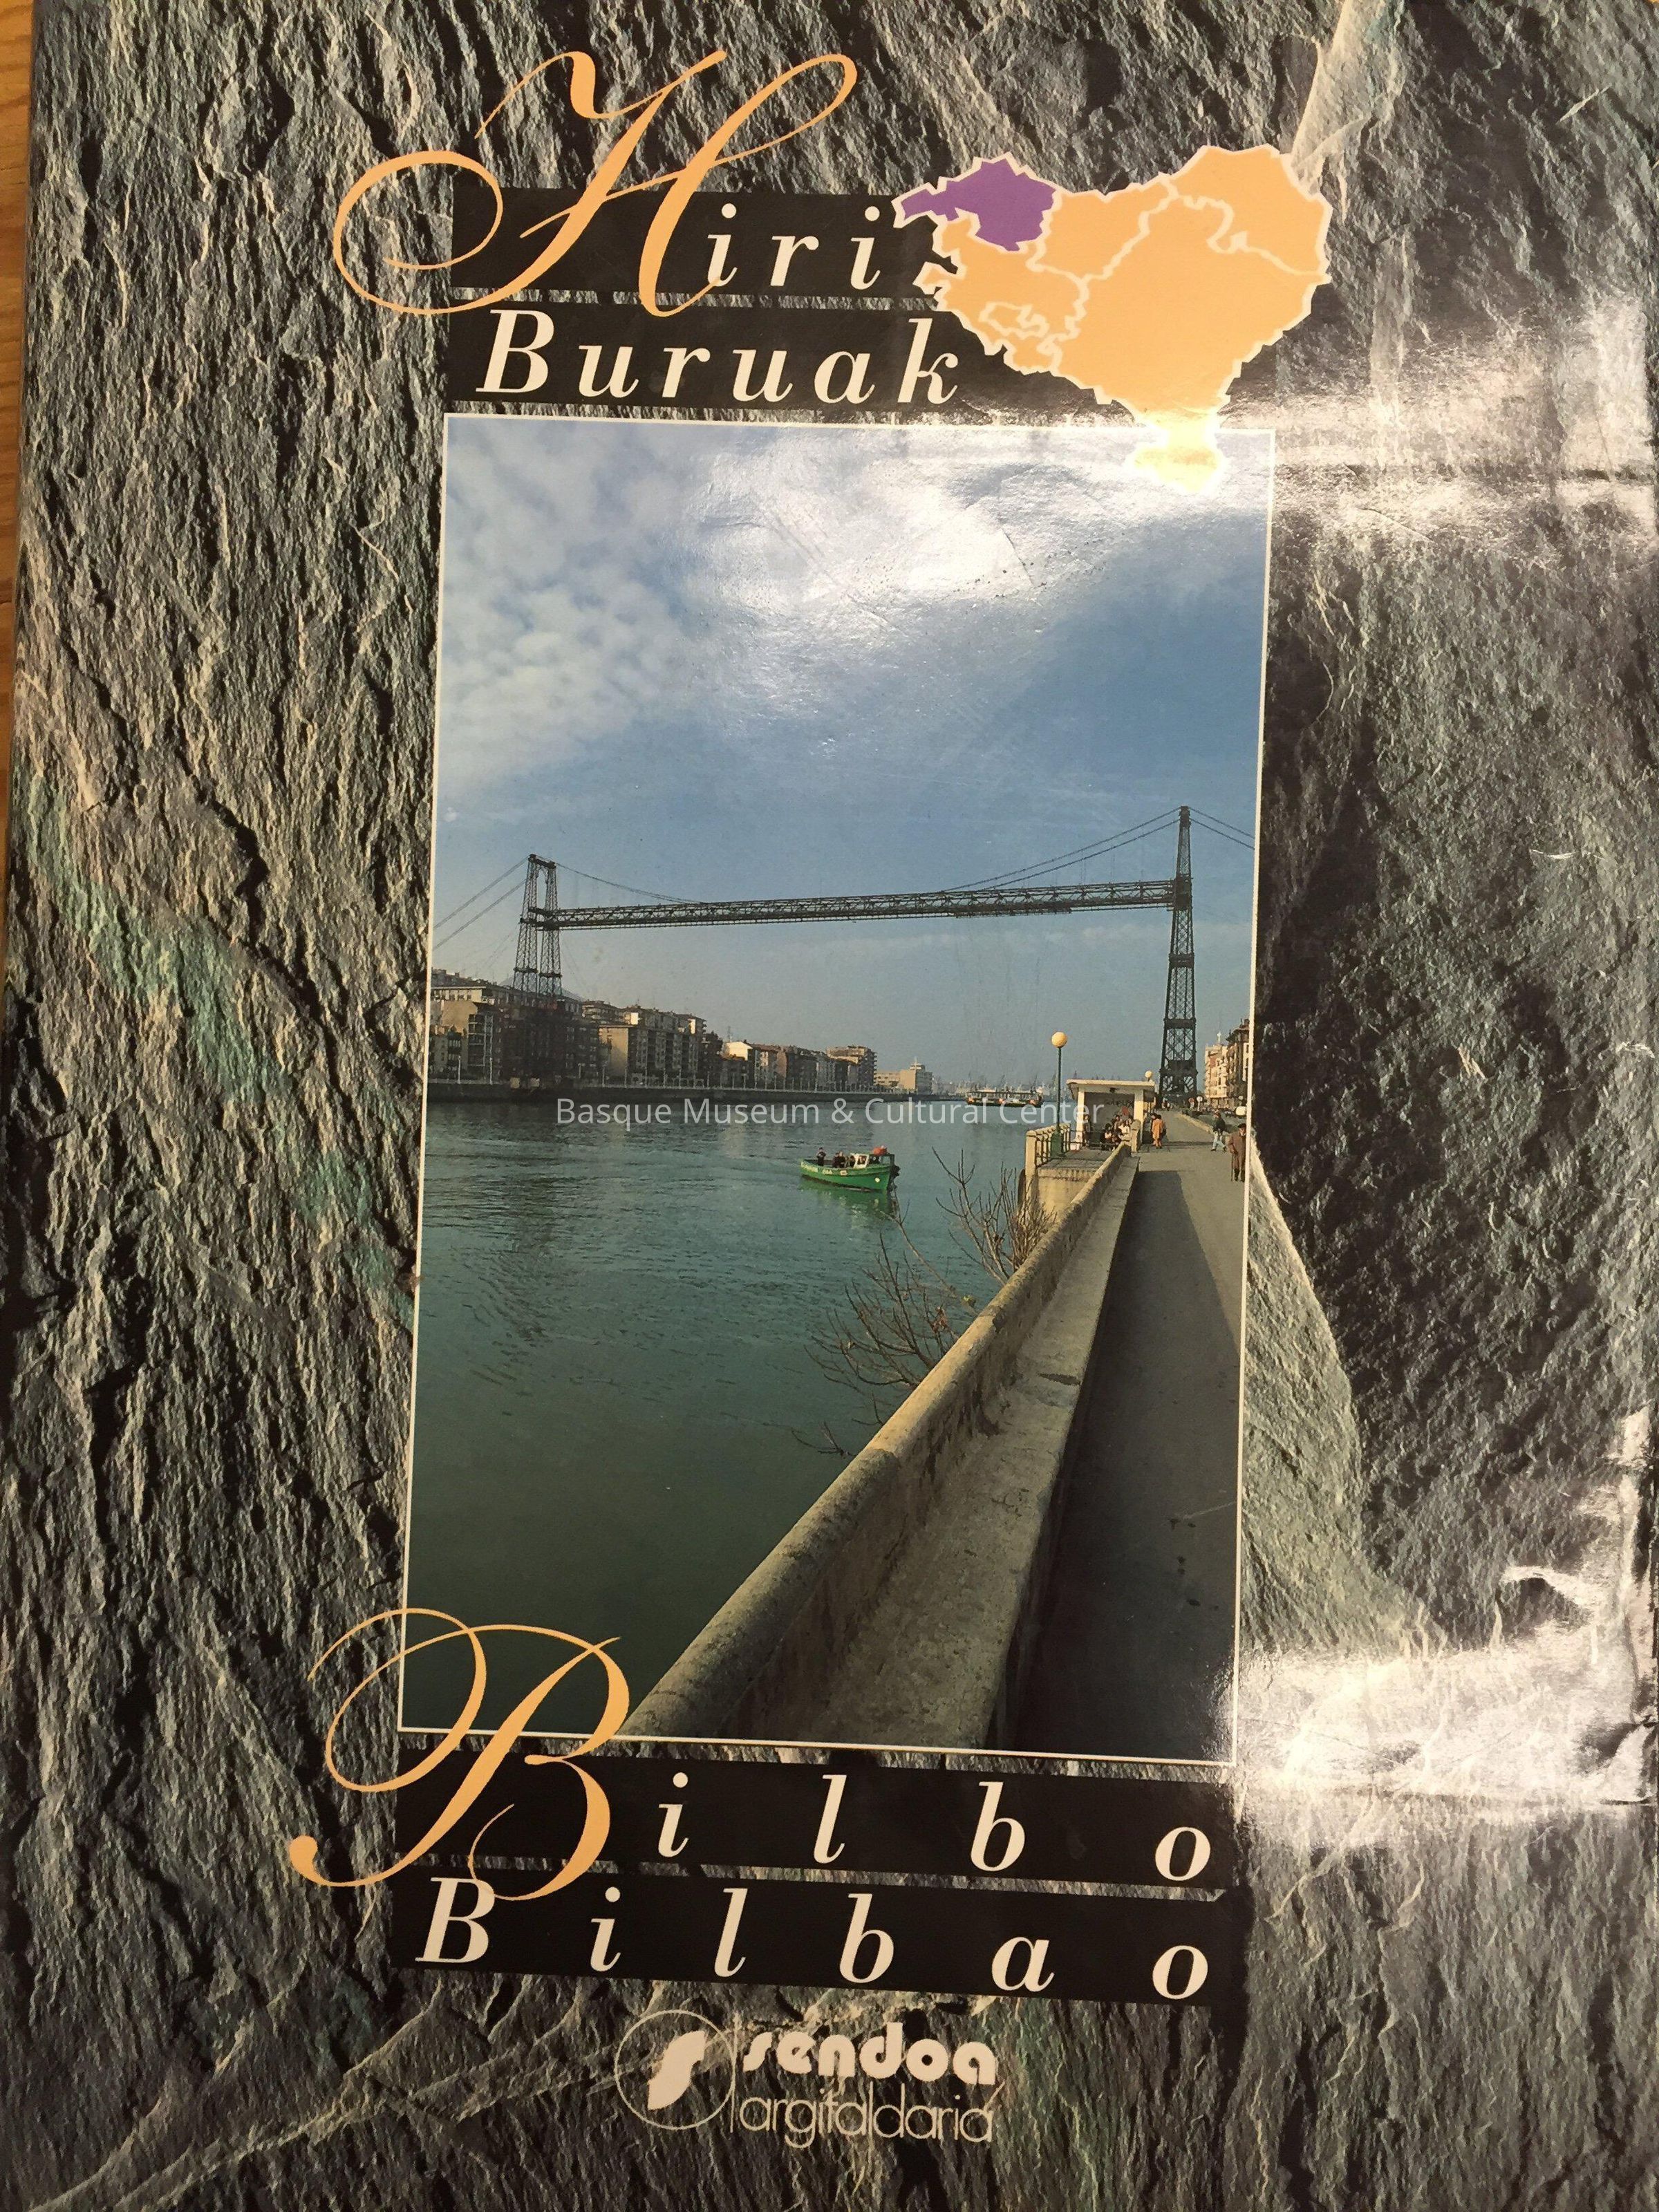 Hiri
Buruak
Basque Museum & Cultural Center
Bilbo
Bilbao
sendoa
argitaldaria